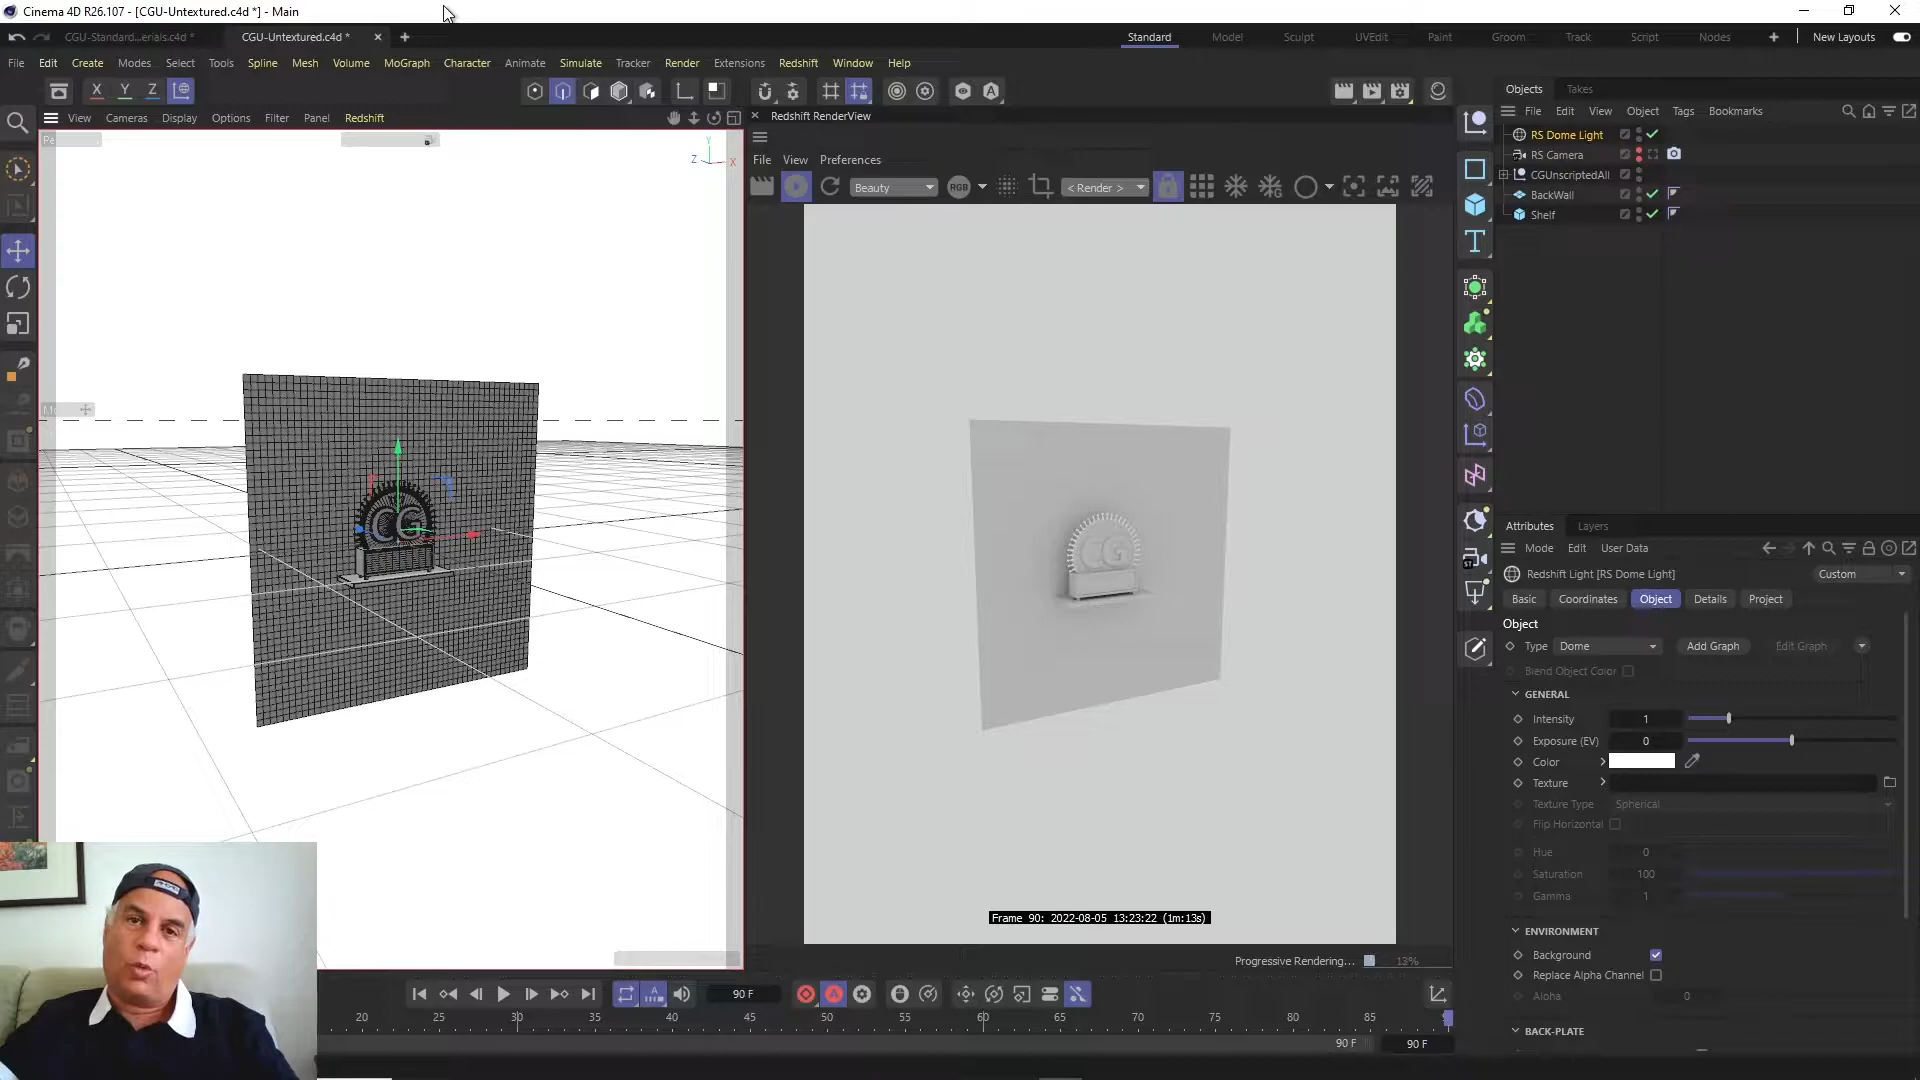 Cinema 4D R26.107 - [CGU-Untextured.c4d *] - Main
CGU-Standard...erials.c4d *
CGU-Untextured.c4d *
Standard
Model
Sculpt
UVEdit
Paint
Groom
Track
Script
Nodes
New Layouts
File Edit Create Modes Select Tools Spline Mesh Volume MoGraph Character Animate Simulate Tracker Render Extensions Redshift Window Help
X Y Z
Objects Takes
View Cameras Display Options Filter Panel Redshift
Redshift RenderView
File Edit View Object Tags Bookmarks
Pe
Y
Z X
File View Preferences
Beauty
RGB
< Render >
RS Dome Light
RS Camera
CGUnscriptedAll
BackWall
Shelf
CG
CG
Attributes Layers
Mode Edit User Data
Redshift Light [RS Dome Light]
Custom
Basic Coordinates Object Details Project
Object
Type Dome Add Graph Edit Graph
Blend Object Color
GENERAL
Intensity 1
Exposure (EV) 0
Color
Texture
Texture Type Spherical
Flip Horizontal
Hue 0
Saturation 100
Gamma 1
ENVIRONMENT
Background
Replace Alpha Channel
Alpha 0
BACK-PLATE
Frame 90: 2022-08-05 13:23:22 (1m:13s)
Progressive Rendering... 13%
90 F
20 25 30 35 40 45 50 55 60 65 70 75 80 85
90 F
90 F